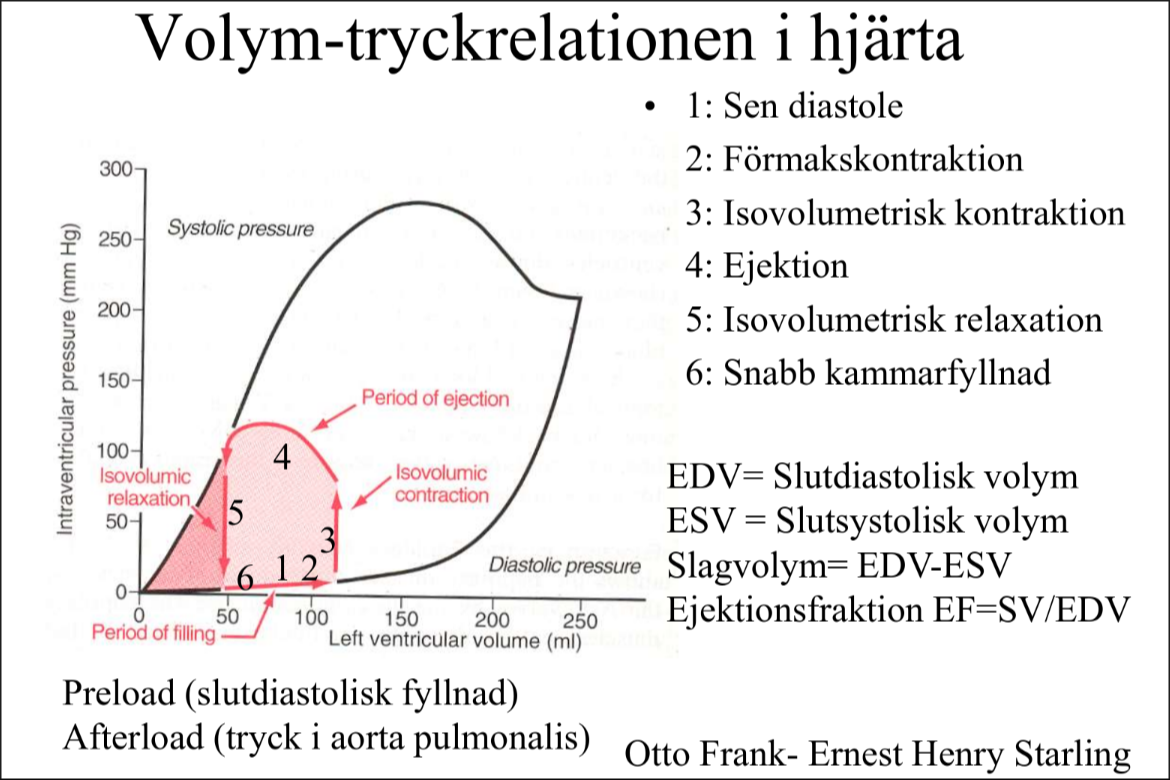 Volym-tryckrelationen i hjärta
• 1: Sen diastole
2: Förmakskontraktion
3: Isovolumetrisk kontraktion
4: Ejektion
5: Isovolumetrisk relaxation
6: Snabb kammarfyllnad
EDV= Slutdiastolisk volym
ESV = Slutsystolisk volym
Slagvolym= EDV-ESV
Ejektionsfraktion EF=SV/EDV
Intraventricular pressure (mm Hg)
300
250
200
150
100
50
0
Systolic pressure
Period of ejection
4
Isovolumic
relaxation
Isovolumic
contraction
5
3
6 1 2
Diastolic pressure
0 50 100 150 200 250
Period of filling
Left ventricular volume (ml)
Preload (slutdiastolisk fyllnad)
Afterload (tryck i aorta pulmonalis)
Otto Frank- Ernest Henry Starling